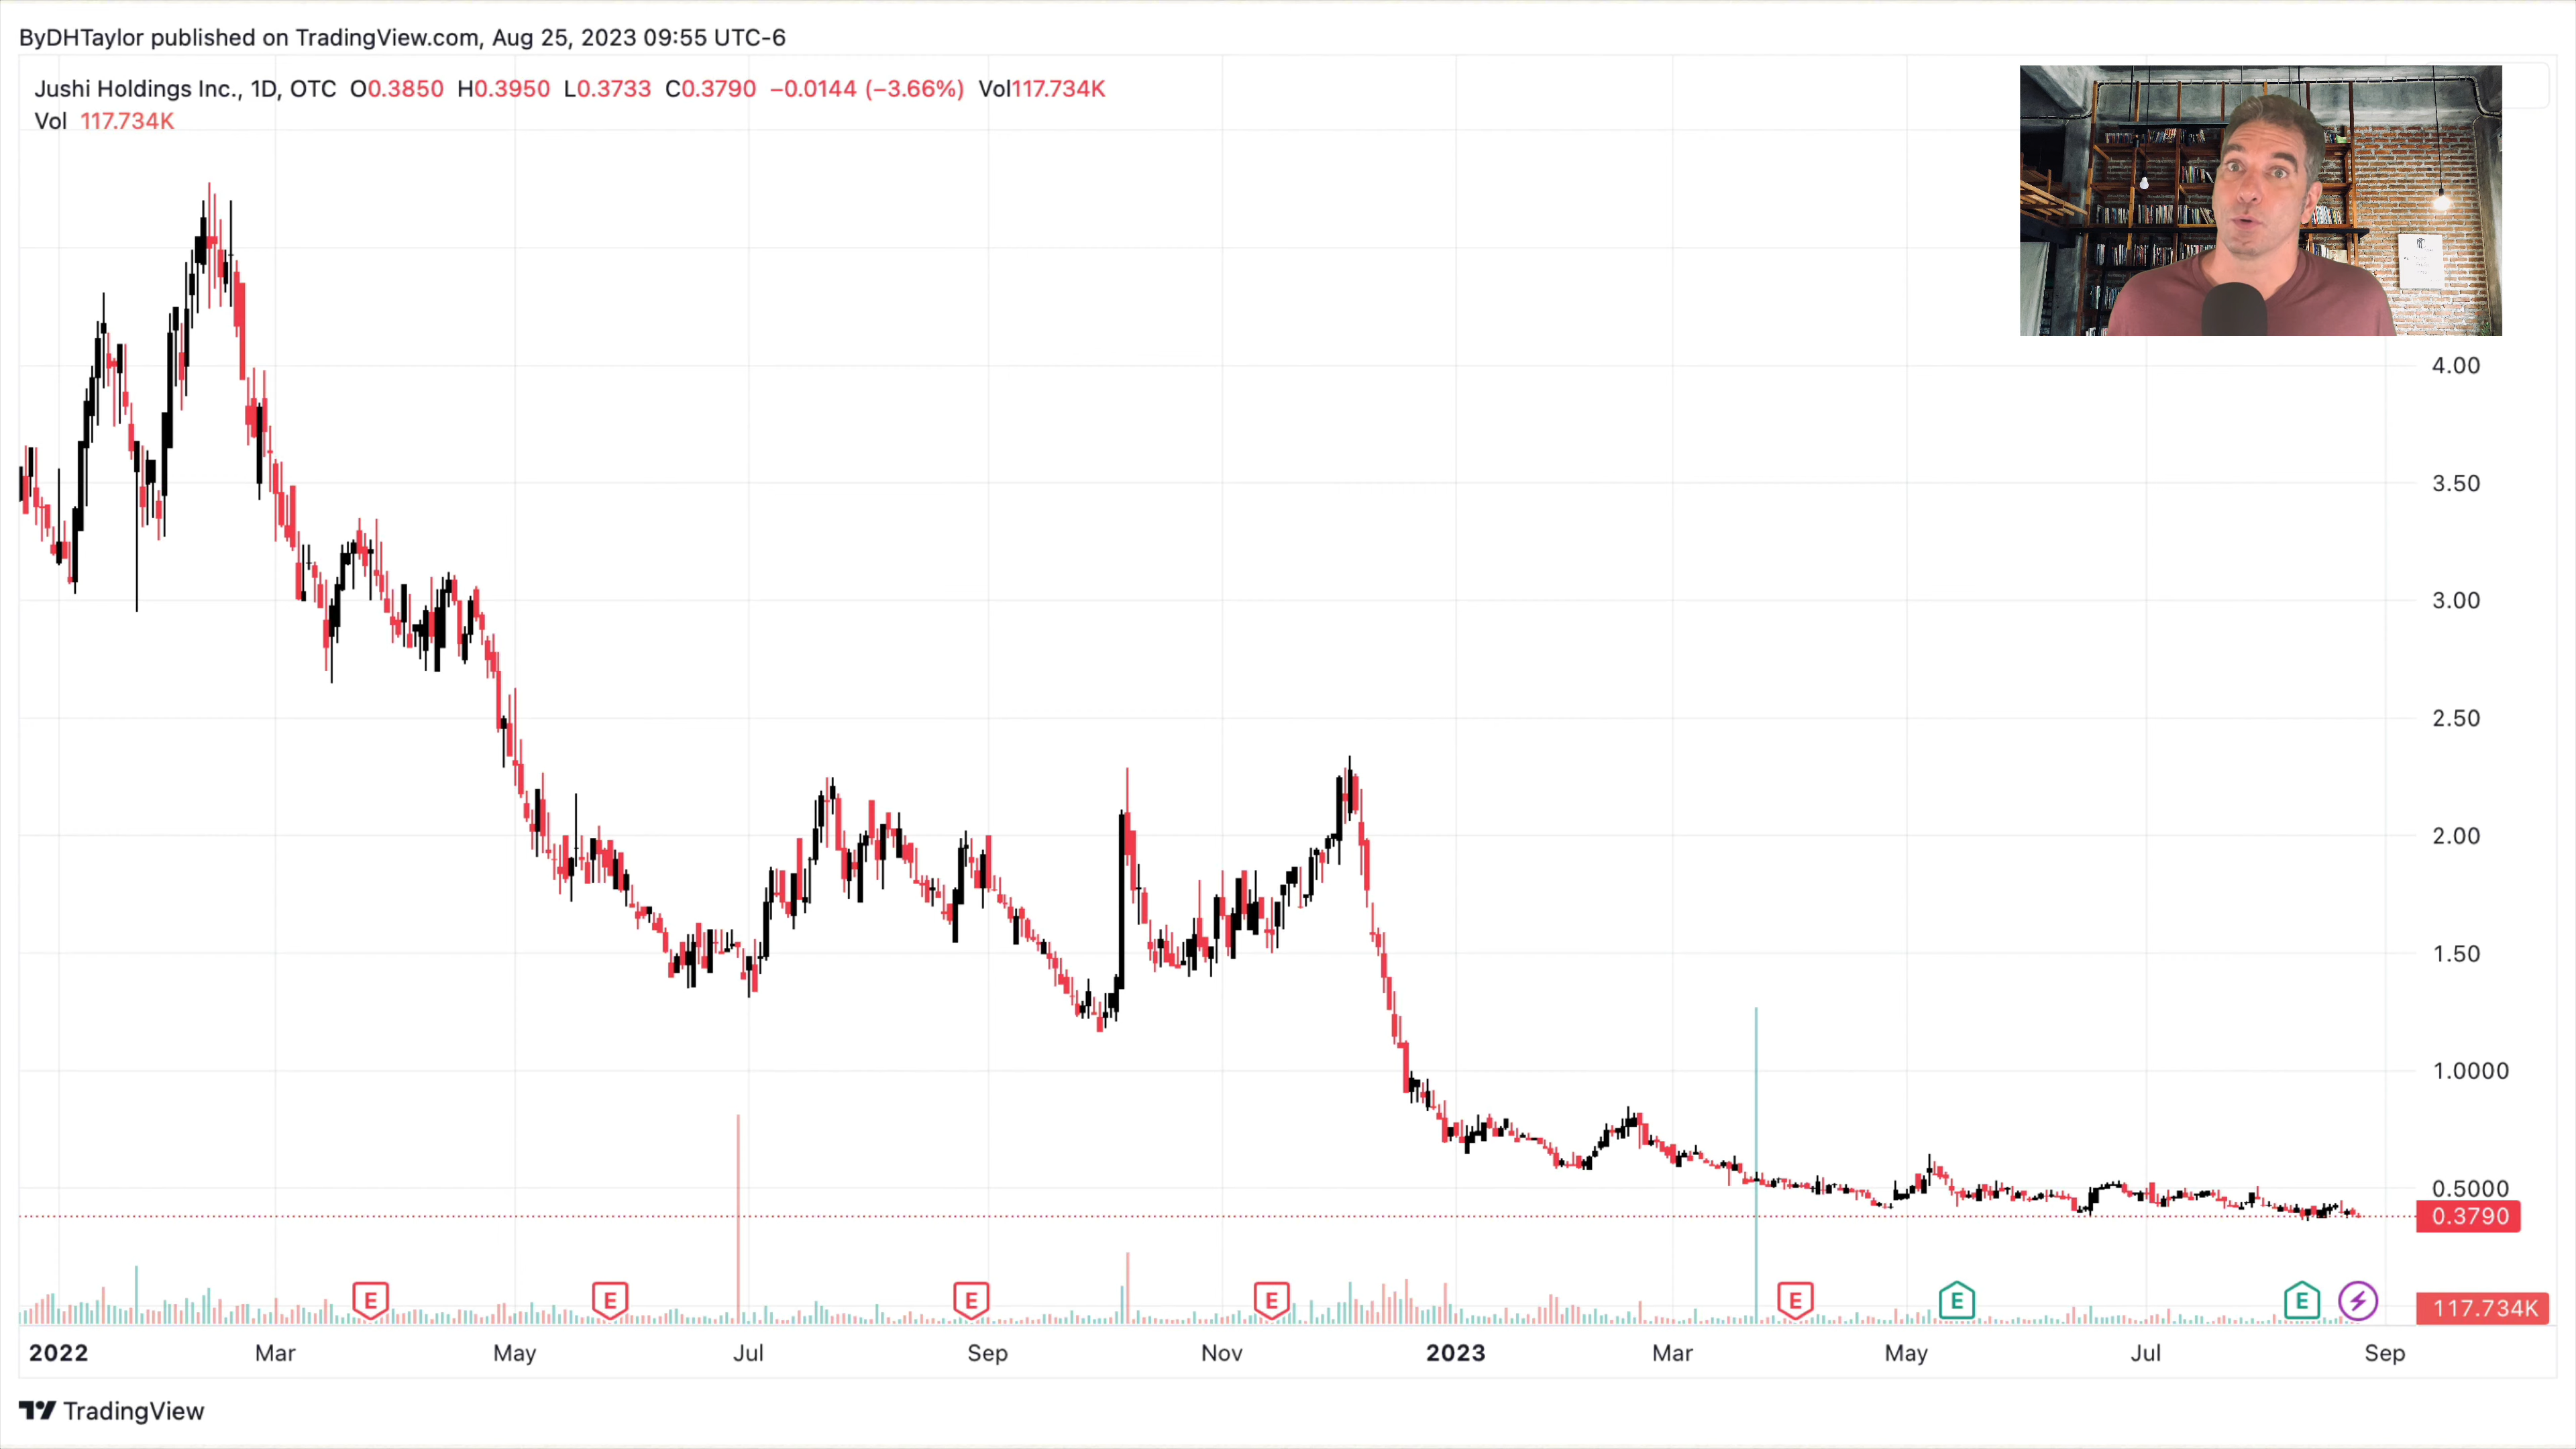 ByDHTaylor published on TradingView.com, Aug 25, 2023 09:55 UTC-6
Jushi Holdings Inc., 1D, OTC O0.3850 H0.3950 L0.3733 C0.3790 −0.0144 (−3.66%) Vol117.734K
Vol 117.734K
4.00
3.50
3.00
2.50
2.00
1.50
1.0000
0.5000
0.3790
E E E E E E E
117.734K
2022 Mar May Jul Sep Nov 2023 Mar May Jul Sep
TradingView